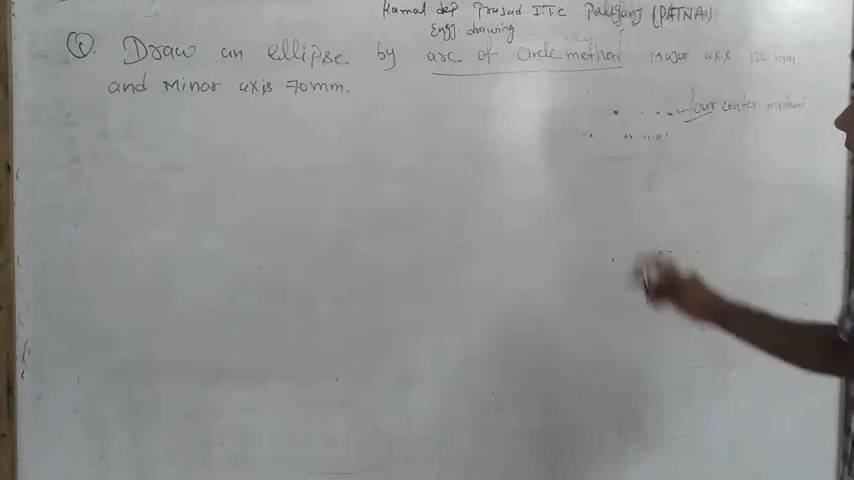 Kamal dep Prasad ITC Paliganj (PATNA)
Engg drawing
Q. Draw an ellipse by arc of circle method Major axis 120 mm.
and Minor axis 70mm.
four center method